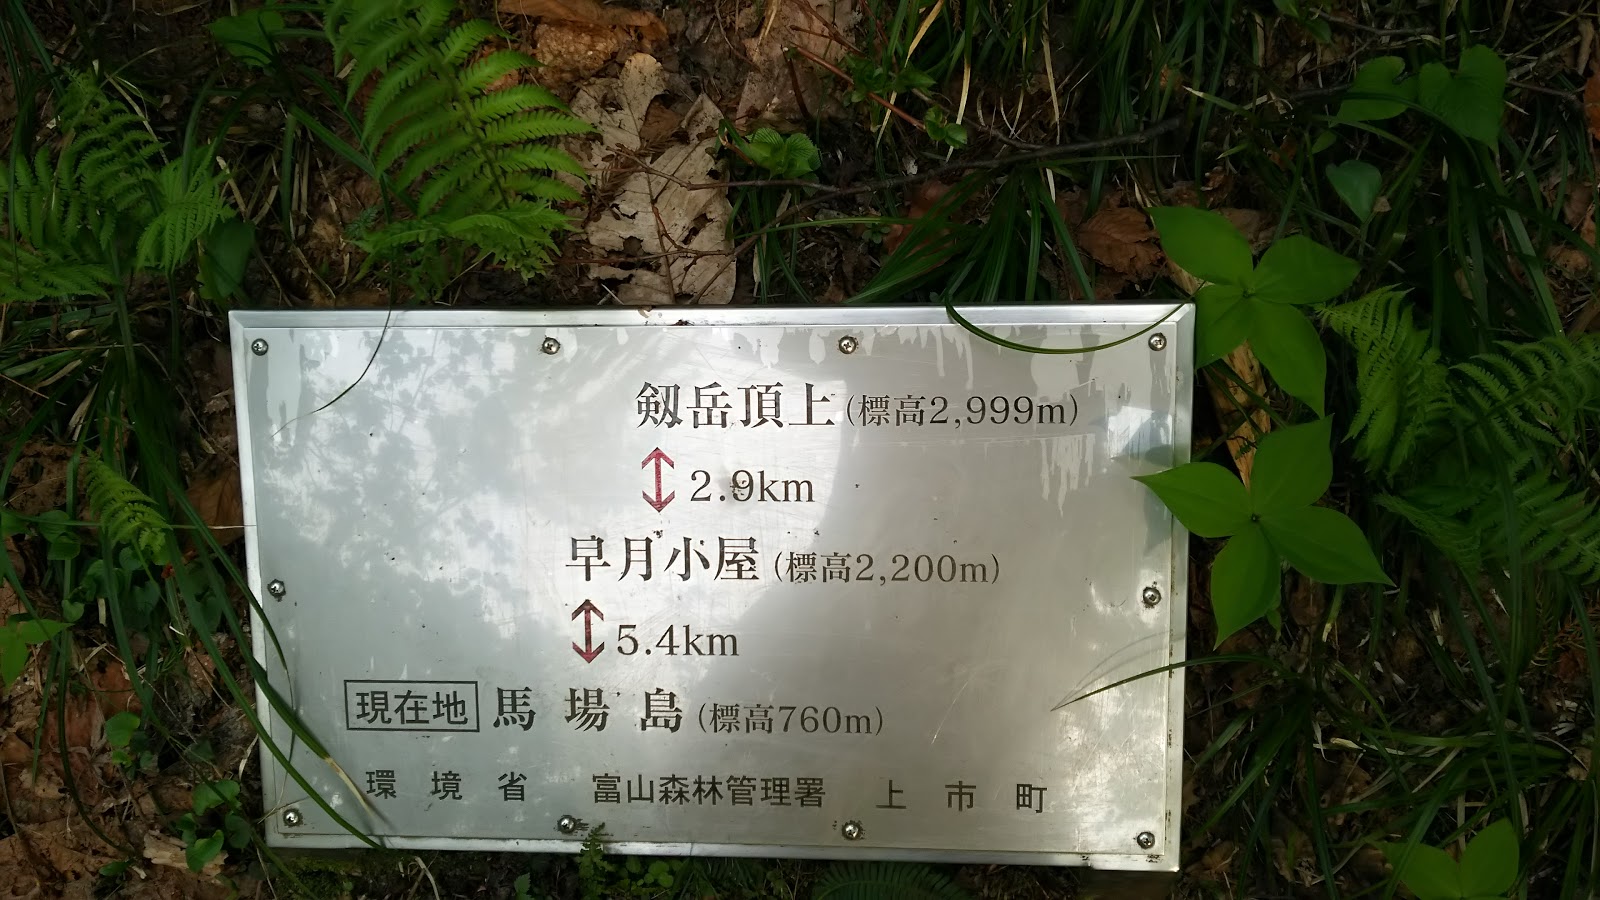 剱岳頂上(標高2,999m)
2.9km
早月小屋(標高2,200m)
5.4km
現在地 馬場島(標高760m)
環境省 富山森林管理署 上市町